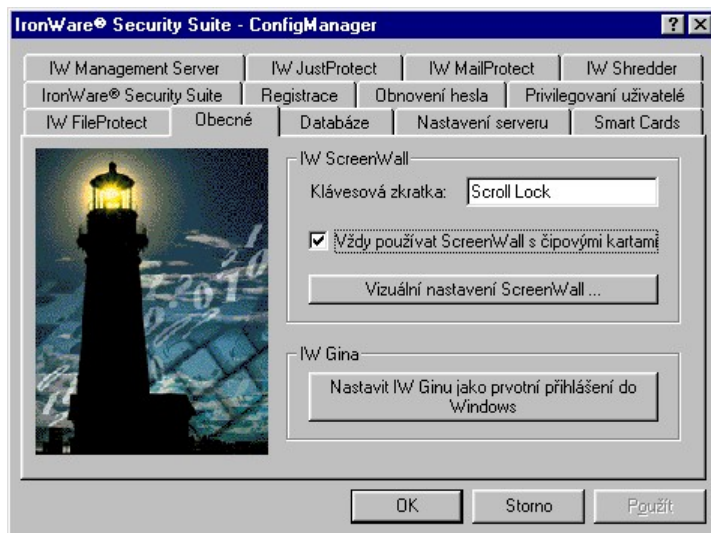 IronWare® Security Suite - ConfigManager
IW Management Server IW JustProtect IW MailProtect IW Shredder
IronWare® Security Suite Registrace Obnovení hesla Privilegovaní uživatelé
IW FileProtect Obecné Databáze Nastavení serveru Smart Cards
IW ScreenWall
Klávesová zkratka: Scroll Lock
Vždy používat ScreenWall s čipovými kartami
Vizuální nastavení ScreenWall ...
IW Gina
Nastavit IW Ginu jako prvotní přihlášení do
Windows
OK Storno Použít